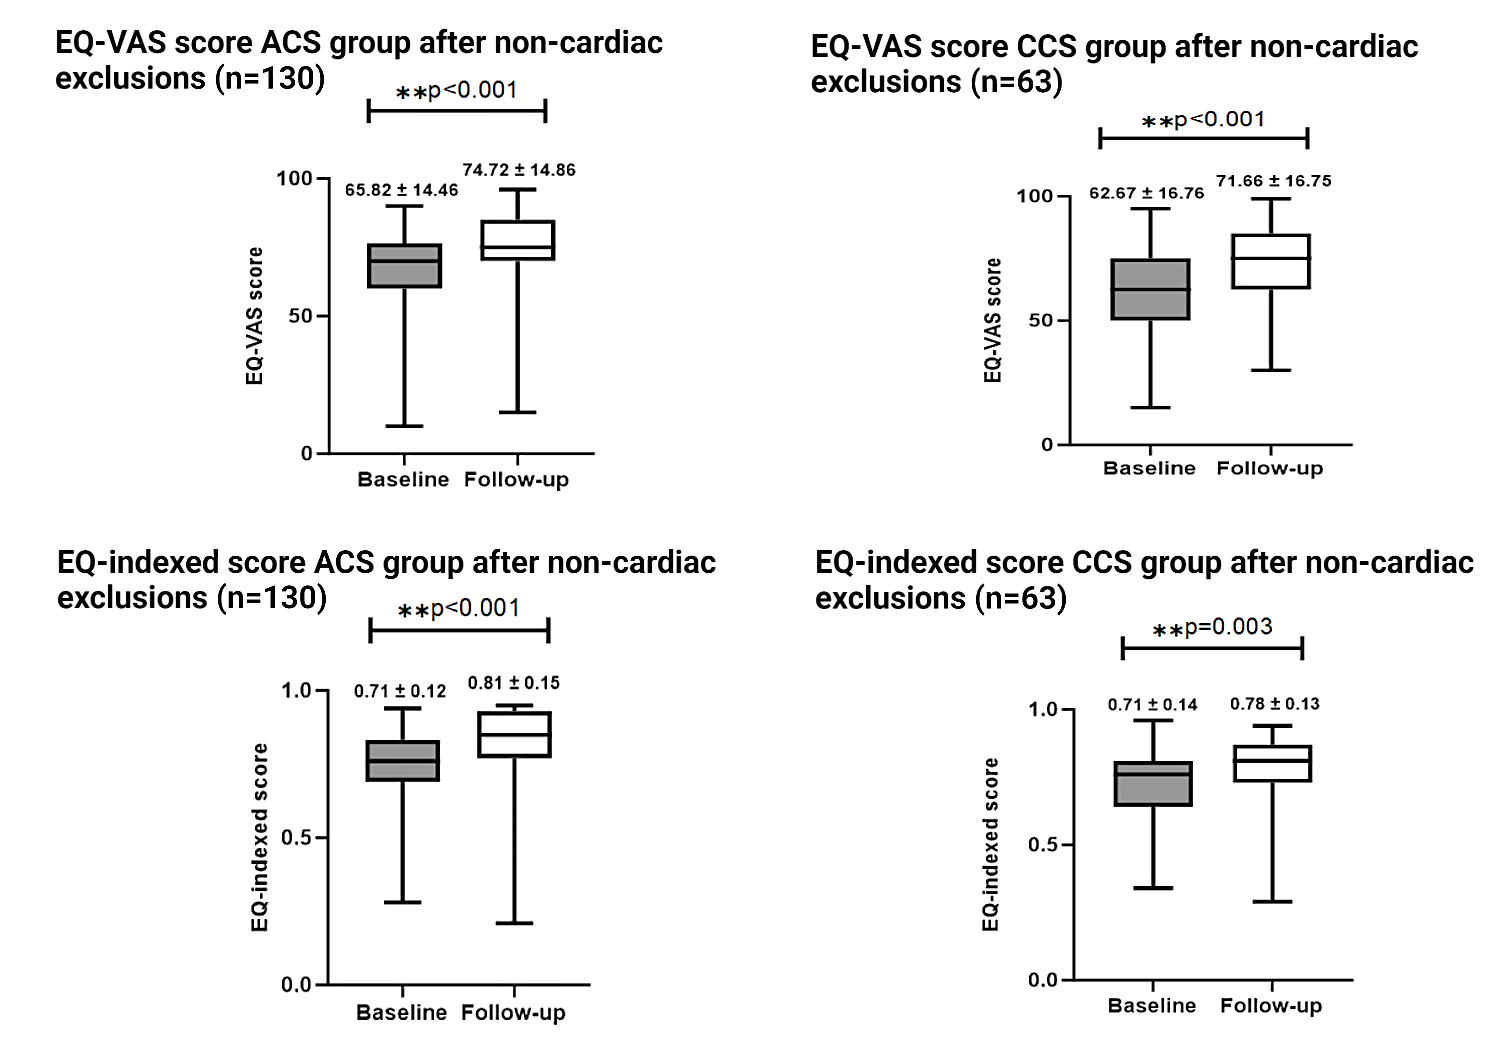 EQ-VAS score ACS group after non-cardiac
exclusions (n=130)
**p<0.001
65.82 ± 14.46
74.72 ± 14.86
100
50
0
EQ-VAS score
Baseline
Follow-up
EQ-VAS score CCS group after non-cardiac
exclusions (n=63)
**p<0.001
62.67 ± 16.76
71.66 ± 16.75
100
50
0
EQ-VAS score
Baseline
Follow-up
EQ-indexed score ACS group after non-cardiac
exclusions (n=130)
**p<0.001
0.71 ± 0.12
0.81 ± 0.15
1.0
0.5
0.0
EQ-indexed score
Baseline
Follow-up
EQ-indexed score CCS group after non-cardiac
exclusions (n=63)
**p=0.003
0.71 ± 0.14
0.78 ± 0.13
1.0
0.5
0.0
EQ-indexed score
Baseline
Follow-up